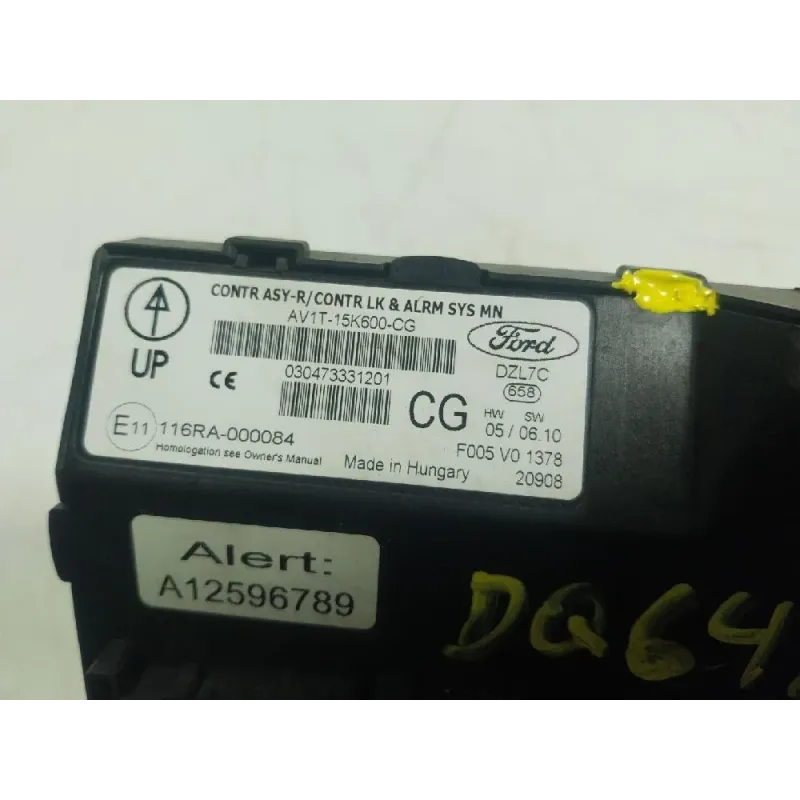 CONTR ASY-R/CONTR LK & ALRM SYS MN
AV1T-15K600-CG
Ford
UP
CE
030473331201
CG
DZL7C
658
HW SW
05 / 06.10
E11 116RA-000084
Homologation see Owner's Manual
Made in Hungary
F005 V0 1378
20908
Alert:
A12596789
DQ64